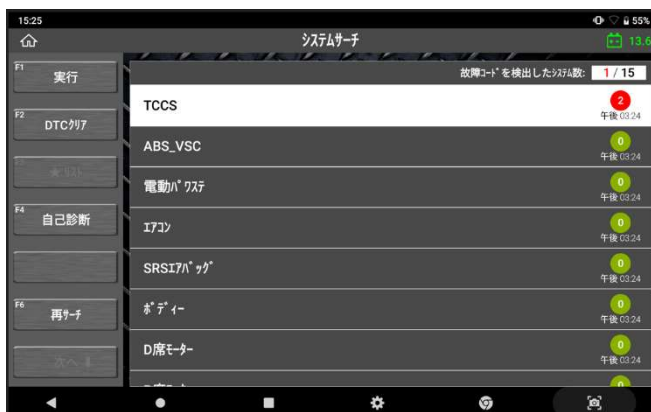 15:25
55%
システムサーチ
13.6
F1
実行
故障コードを検出したシステム数: 1 / 15
TCCS
2
午後 03:24
F2
DTCクリア
ABS_VSC
0
午後 03:24
電動パワステ
0
午後 03:24
F4
自己診断
エアコン
0
午後 03:24
SRSエアバッグ
0
午後 03:24
F6
再サーチ
ボディー
0
午後 03:24
次へ
D席モーター
0
午後 03:24
0